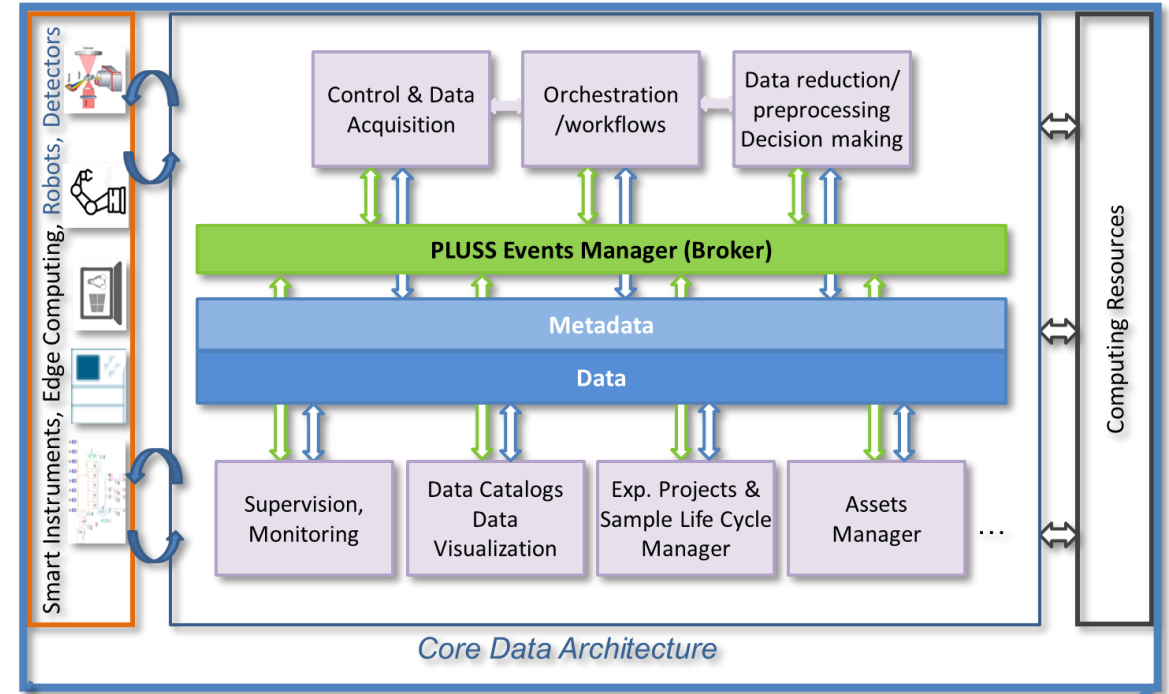 Smart Instruments, Edge Computing, Robots, Detectors
Control & Data
Acquisition
Orchestration
/workflows
Data reduction/
preprocessing
Decision making
PLUSS Events Manager (Broker)
Metadata
Data
Supervision,
Monitoring
Data Catalogs
Data
Visualization
Exp. Projects &
Sample Life Cycle
Manager
Assets
Manager
...
Computing Resources
Core Data Architecture